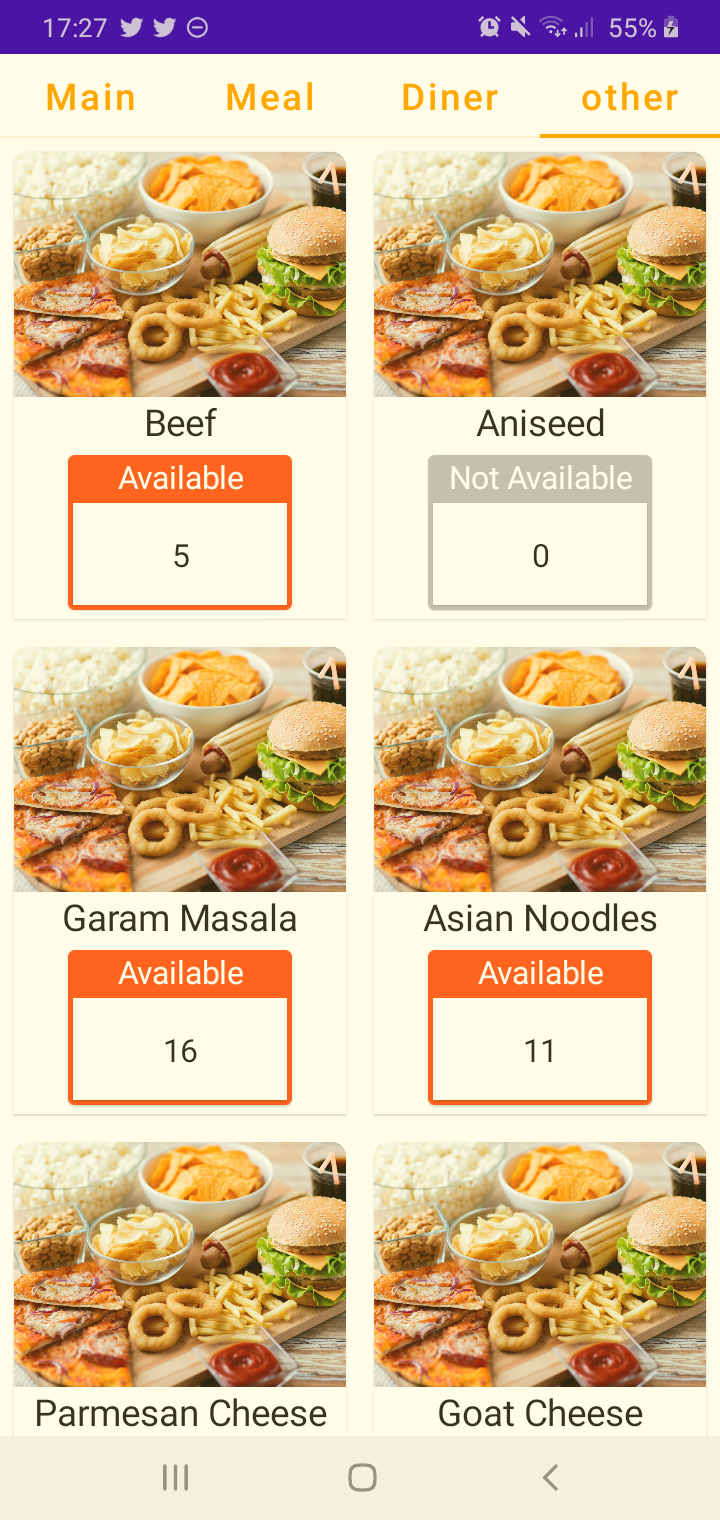 17:27 55%
Main Meal Diner other
Beef Aniseed
Available Not Available
5 0
Garam Masala Asian Noodles
Available Available
16 11
Parmesan Cheese Goat Cheese